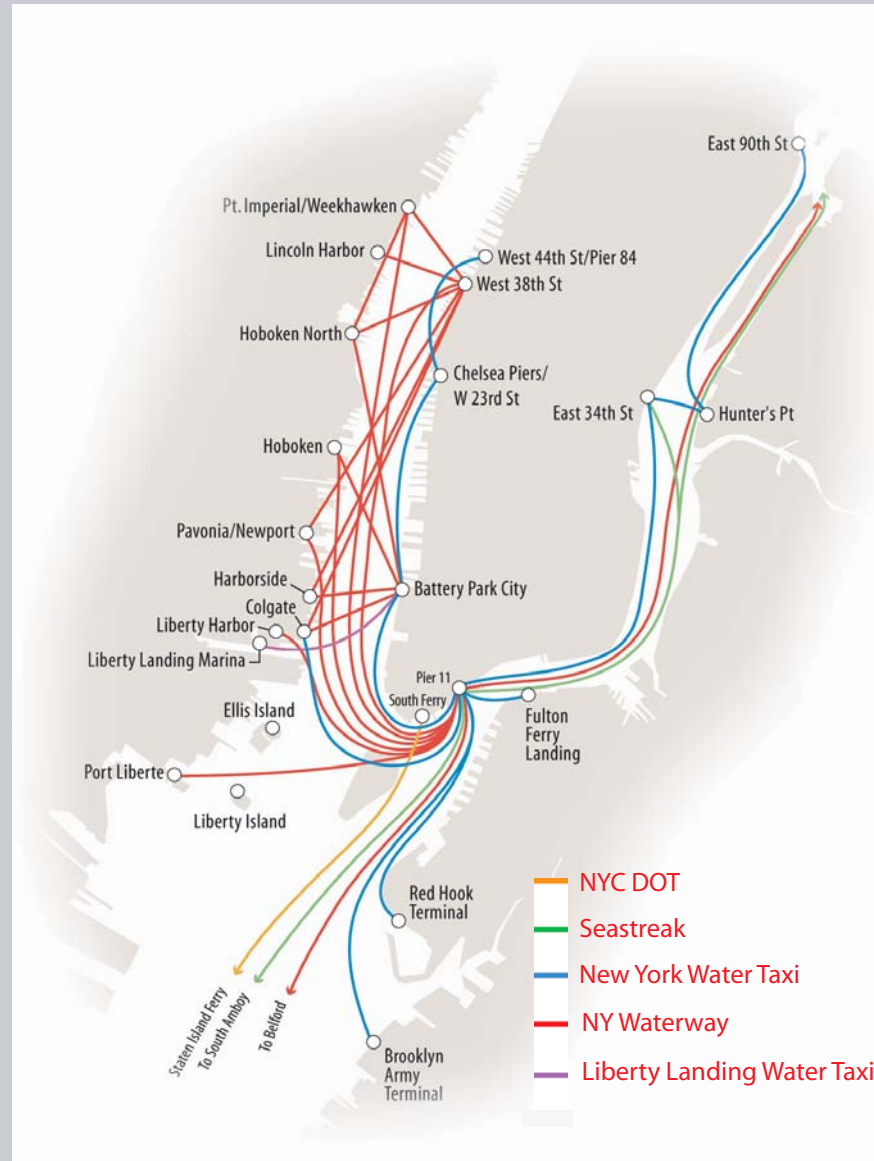 East 90th St
Pt. Imperial/Weekhawken
Lincoln Harbor
West 44th St/Pier 84
West 38th St
Hoboken North
Chelsea Piers/
W 23rd St
East 34th St
Hunter's Pt
Hoboken
Pavonia/Newport
Harborside
Battery Park City
Colgate
Liberty Harbor
Liberty Landing Marina
Pier 11
South Ferry
Ellis Island
Fulton
Ferry
Landing
Port Liberte
Liberty Island
Red Hook
Terminal
Staten Island Ferry
To South Amboy
To Belford
Brooklyn
Army
Terminal
NYC DOT
Seastreak
New York Water Taxi
NY Waterway
Liberty Landing Water Taxi